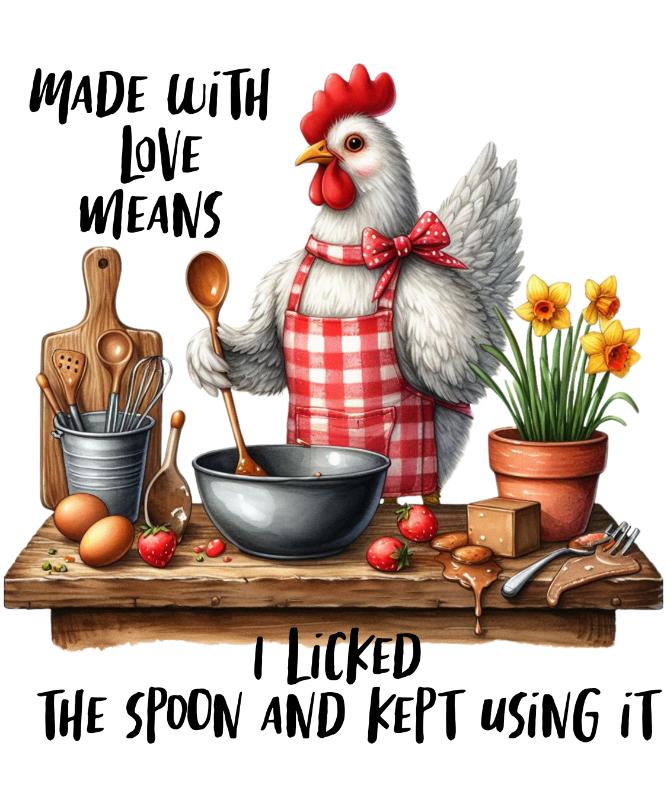 MADE WiTH
LOVE
MEANS
I LiCKED
THE SPOON AND KEPT USiNG iT